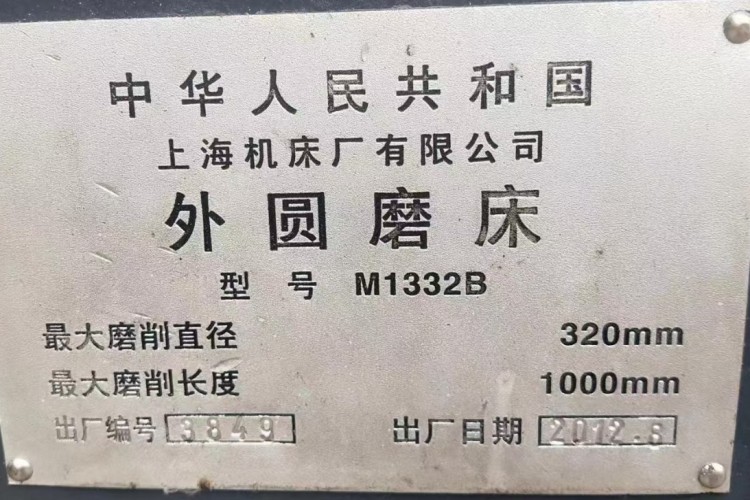 中华人民共和国
上海机床厂有限公司
外圆磨床
型号 M1332B
最大磨削直径 320mm
最大磨削长度 1000mm
出厂编号 3849 出厂日期 2012.8